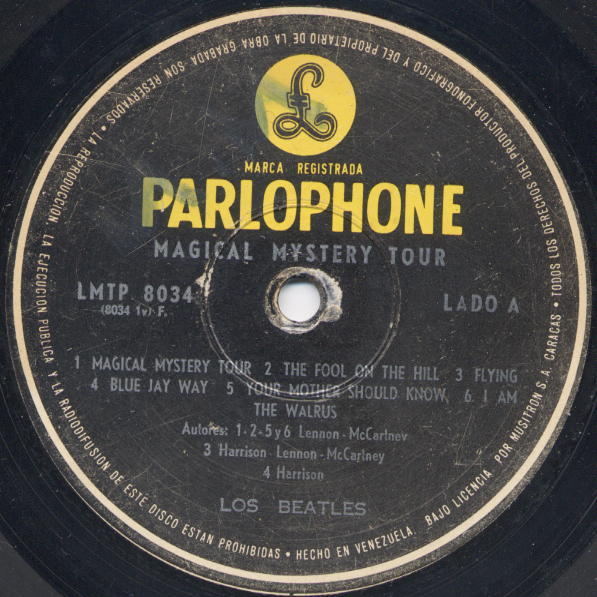 MARCA REGISTRADA
PARLOPHONE
MAGICAL MYSTERY TOUR
LMTP 8034
(8034 1v) F.
LADO A
1 MAGICAL MYSTERY TOUR 2 THE FOOL ON THE HILL 3 FLYING
4 BLUE JAY WAY 5 YOUR MOTHER SHOULD KNOW, 6. I AM
THE WALRUS
Autores: 1-2-5 y 6 Lennon-McCartney
3 Harrison Lennon-McCartney
4 Harrison
LOS BEATLES
• TODOS LOS DERECHOS DEL PRODUCTOR FONOGRAFICO Y DEL PROPIETARIO DE LA OBRA GRABADA SON RESERVADOS • LA REPRODUCCION, LA EJECUCION PUBLICA Y LA RADIODIFUSION DE ESTE DISCO ESTAN PROHIBIDAS • HECHO EN VENEZUELA, BAJO LICENCIA, POR MUSITRON S.A. CARACAS